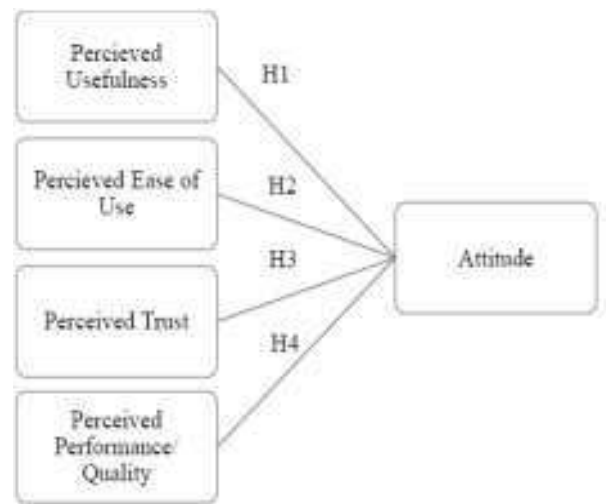 Percieved
Usefulness
H1
Percieved Ease of
Use
H2
Attitude
H3
Perceived Trust
H4
Perceived
Performance/
Quality